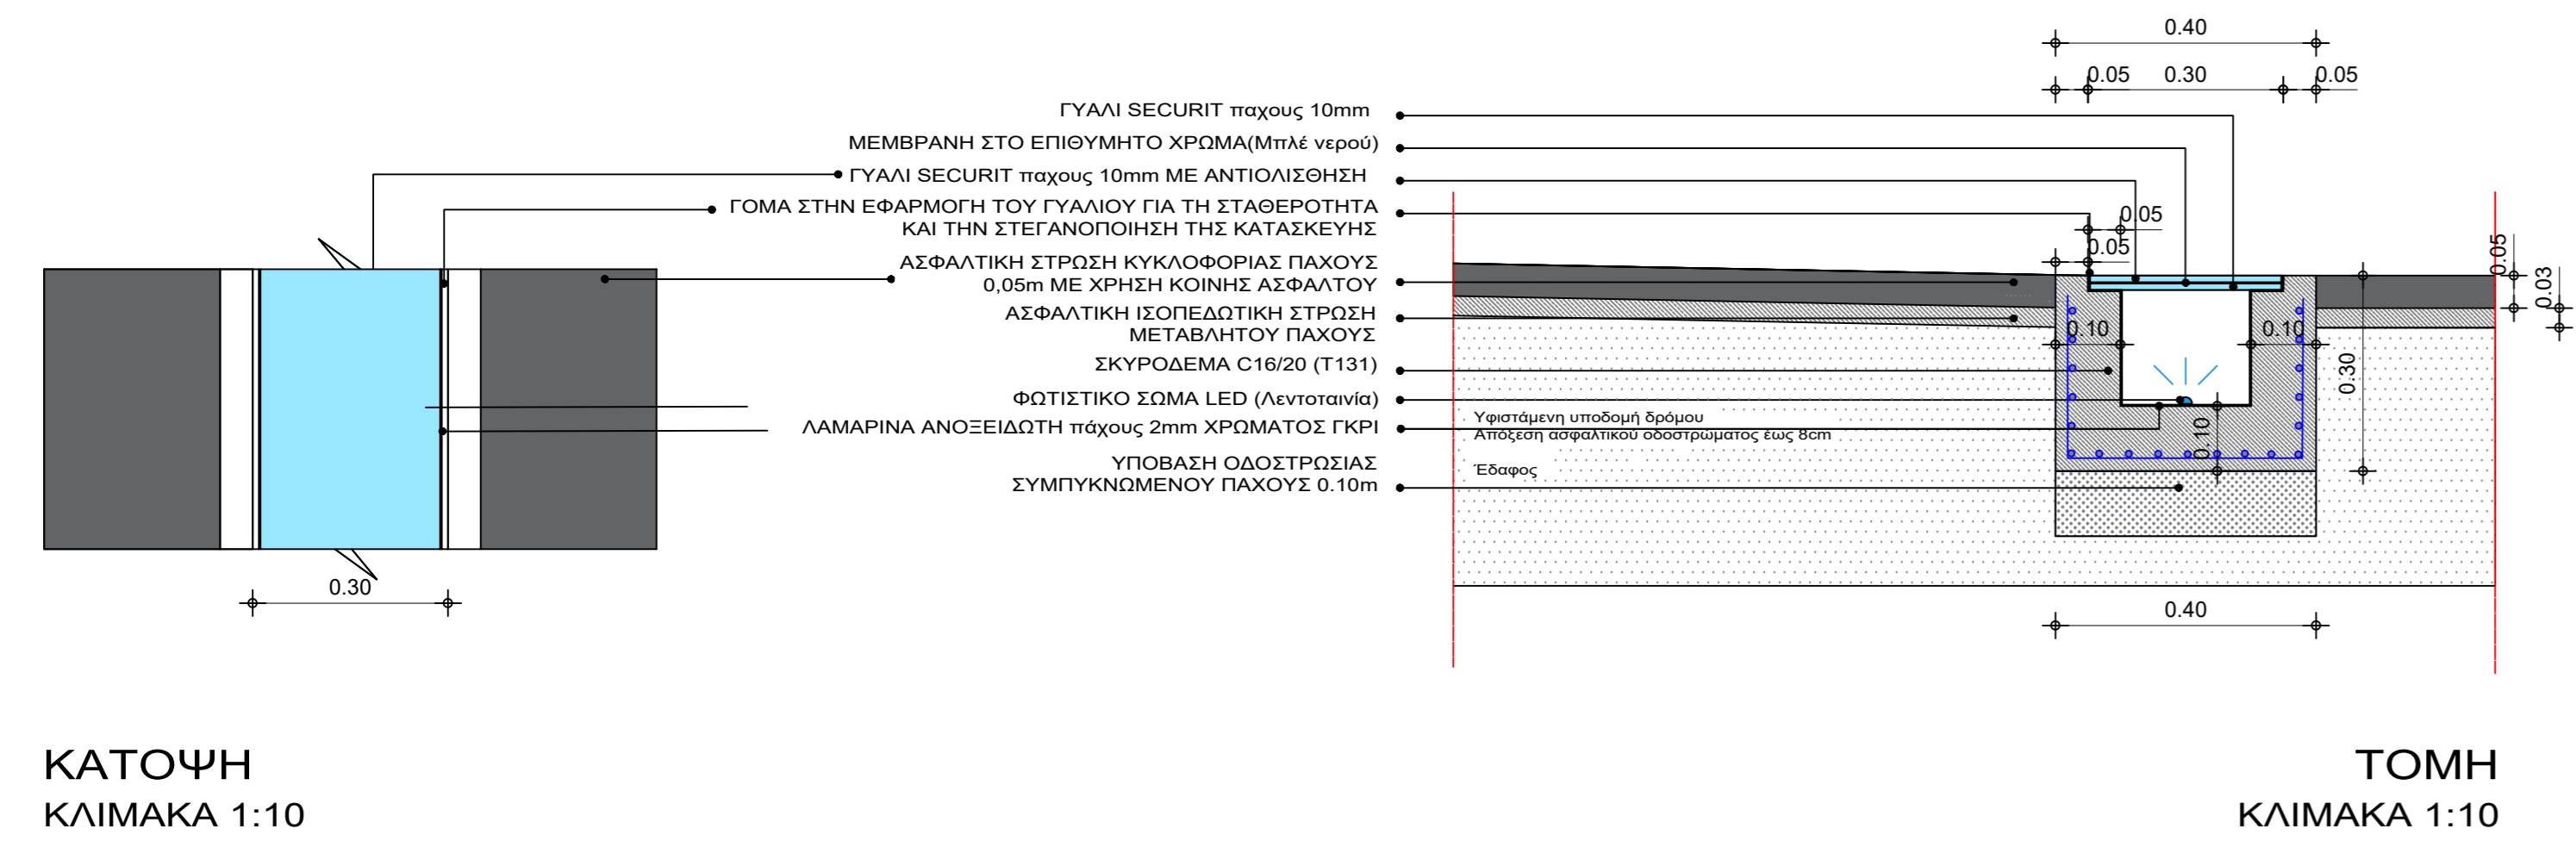 0.40
0.05 0.30 0.05
ΓΥΑΛΙ SECURIT παχους 10mm
ΜΕΜΒΡΑΝΗ ΣΤΟ ΕΠΙΘΥΜΗΤΟ ΧΡΩΜΑ(Μπλέ νερού)
ΓΥΑΛΙ SECURIT παχους 10mm ΜΕ ΑΝΤΙΟΛΙΣΘΗΣΗ
ΓΟΜΑ ΣΤΗΝ ΕΦΑΡΜΟΓΗ ΤΟΥ ΓΥΑΛΙΟΥ ΓΙΑ ΤΗ ΣΤΑΘΕΡΟΤΗΤΑ
ΚΑΙ ΤΗΝ ΣΤΕΓΑΝΟΠΟΙΗΣΗ ΤΗΣ ΚΑΤΑΣΚΕΥΗΣ
ΑΣΦΑΛΤΙΚΗ ΣΤΡΩΣΗ ΚΥΚΛΟΦΟΡΙΑΣ ΠΑΧΟΥΣ
0,05m ΜΕ ΧΡΗΣΗ ΚΟΙΝΗΣ ΑΣΦΑΛΤΟΥ
ΑΣΦΑΛΤΙΚΗ ΙΣΟΠΕΔΩΤΙΚΗ ΣΤΡΩΣΗ
ΜΕΤΑΒΛΗΤΟΥ ΠΑΧΟΥΣ
ΣΚΥΡΟΔΕΜΑ C16/20 (Τ131)
ΦΩΤΙΣΤΙΚΟ ΣΩΜΑ LED (Λεντοταινία)
ΛΑΜΑΡΙΝΑ ΑΝΟΞΕΙΔΩΤΗ πάχους 2mm ΧΡΩΜΑΤΟΣ ΓΚΡΙ
ΥΠΟΒΑΣΗ ΟΔΟΣΤΡΩΣΙΑΣ
ΣΥΜΠΥΚΝΩΜΕΝΟΥ ΠΑΧΟΥΣ 0.10m
0.05
0.05
0.05
0.03
0.10 0.10
0.30
0.10
Υφιστάμενη υποδομή δρόμου
Απόξεση ασφαλτικού οδοστρώματος έως 8cm
Έδαφος
0.30
0.40
ΚΑΤΟΨΗ
ΚΛΙΜΑΚΑ 1:10
ΤΟΜΗ
ΚΛΙΜΑΚΑ 1:10